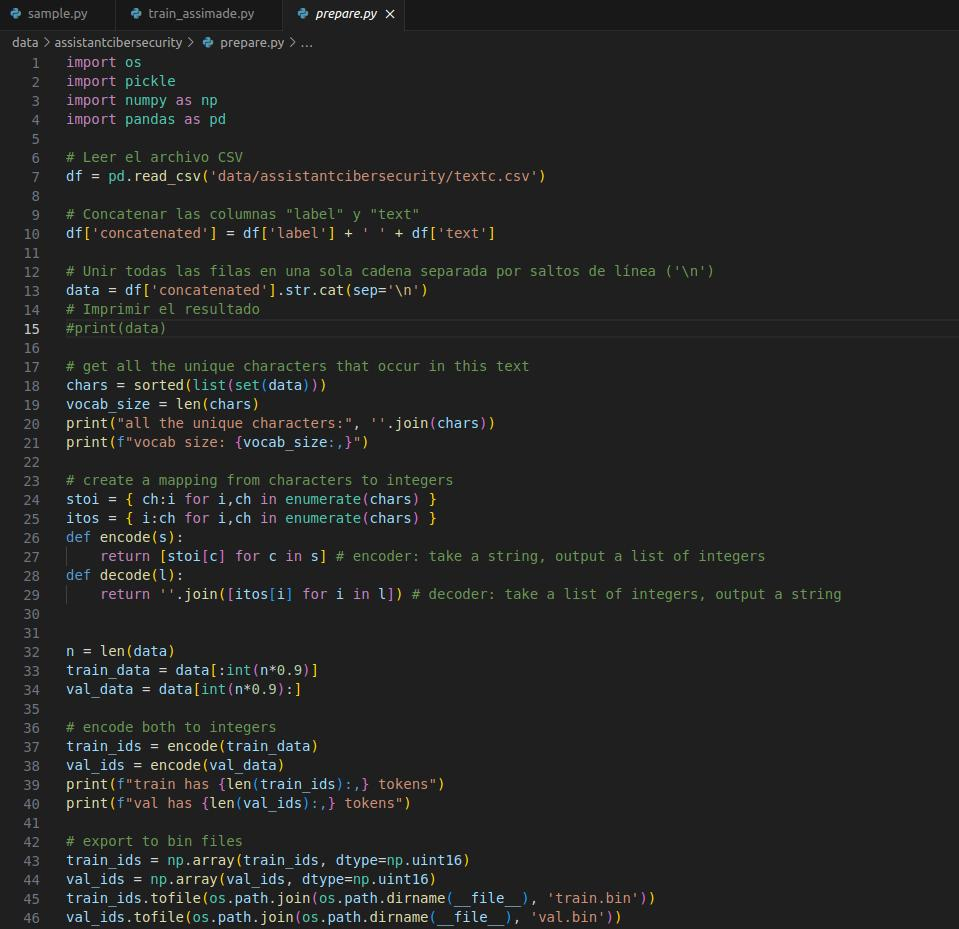 sample.py train_assimade.py prepare.py ×
data > assistantcibersecurity > prepare.py > ...
1 import os
2 import pickle
3 import numpy as np
4 import pandas as pd
5
6 # Leer el archivo CSV
7 df = pd.read_csv('data/assistantcibersecurity/textc.csv')
8
9 # Concatenar las columnas "label" y "text"
10 df['concatenated'] = df['label'] + ' ' + df['text']
11
12 # Unir todas las filas en una sola cadena separada por saltos de línea ('\n')
13 data = df['concatenated'].str.cat(sep='\n')
14 # Imprimir el resultado
15 #print(data)
16
17 # get all the unique characters that occur in this text
18 chars = sorted(list(set(data)))
19 vocab_size = len(chars)
20 print("all the unique characters:", ''.join(chars))
21 print(f"vocab size: {vocab_size:,}")
22
23 # create a mapping from characters to integers
24 stoi = { ch:i for i,ch in enumerate(chars) }
25 itos = { i:ch for i,ch in enumerate(chars) }
26 def encode(s):
27     return [stoi[c] for c in s] # encoder: take a string, output a list of integers
28 def decode(l):
29     return ''.join([itos[i] for i in l]) # decoder: take a list of integers, output a string
30
31
32 n = len(data)
33 train_data = data[:int(n*0.9)]
34 val_data = data[int(n*0.9):]
35
36 # encode both to integers
37 train_ids = encode(train_data)
38 val_ids = encode(val_data)
39 print(f"train has {len(train_ids):,} tokens")
40 print(f"val has {len(val_ids):,} tokens")
41
42 # export to bin files
43 train_ids = np.array(train_ids, dtype=np.uint16)
44 val_ids = np.array(val_ids, dtype=np.uint16)
45 train_ids.tofile(os.path.join(os.path.dirname(__file__), 'train.bin'))
46 val_ids.tofile(os.path.join(os.path.dirname(__file__), 'val.bin'))